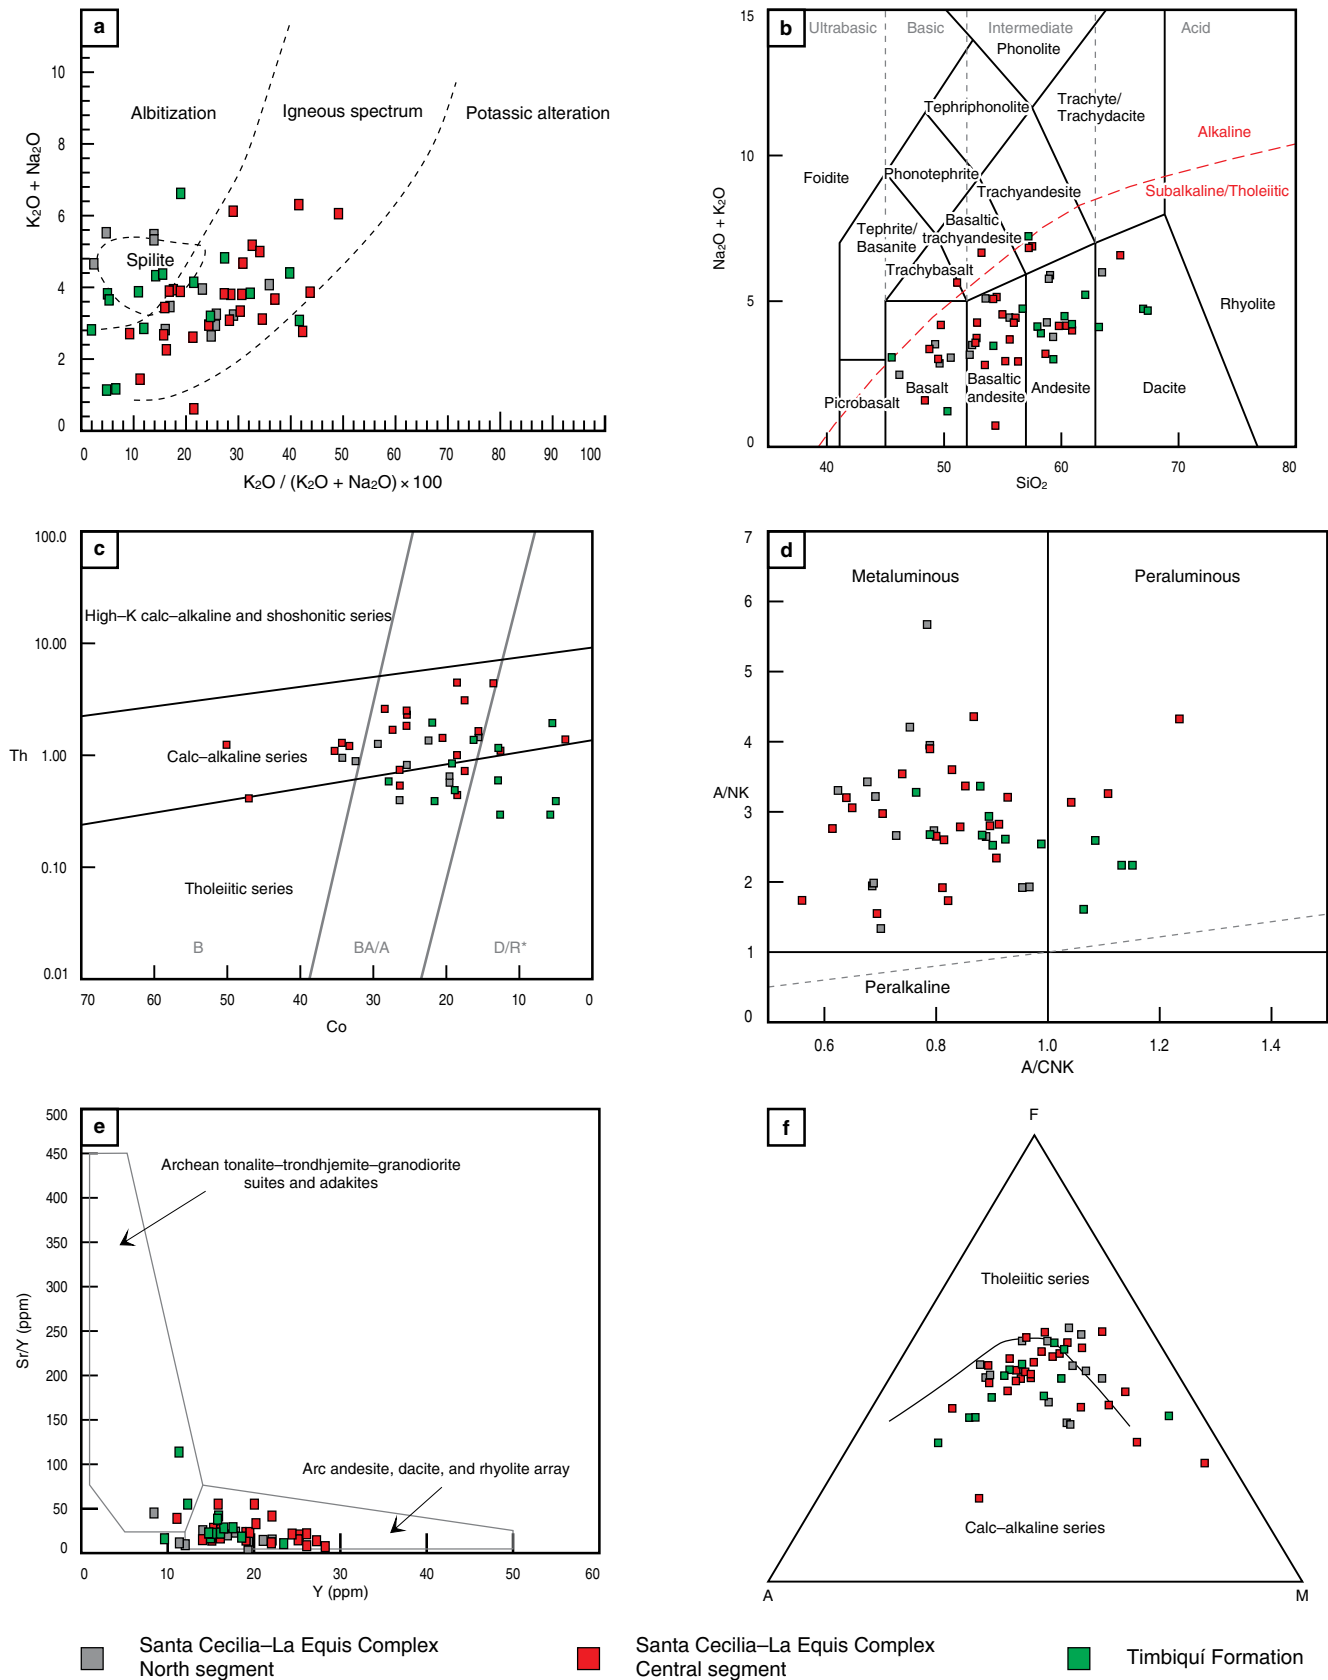 a
K₂O + Na₂O
10
8
6
4
2
0
Albitization
Igneous spectrum
Potassic alteration
Spilite
0 10 20 30 40 50 60 70 80 90 100
K₂O / (K₂O + Na₂O) × 100
b
Na₂O + K₂O
15
10
5
0
Ultrabasic Basic Intermediate Acid
Phonolite
Tephriphonolite
Trachyte/
Trachydacite
Alkaline
Foidite
Phonotephrite
Trachyandesite
Subalkaline/Tholeiitic
Tephrite/
Basanite
Basaltic
trachyandesite
Trachybasalt
Rhyolite
Picrobasalt
Basalt
Basaltic
andesite
Andesite
Dacite
40 50 60 70 80
SiO₂
c
Th
100.0
10.00
1.00
0.10
0.01
High–K calc–alkaline and shoshonitic series
Calc–alkaline series
Tholeiitic series
B BA/A D/R*
70 60 50 40 30 20 10 0
Co
d
A/NK
7
6
5
4
3
2
1
0
Metaluminous
Peraluminous
Peralkaline
0.6 0.8 1.0 1.2 1.4
A/CNK
e
Sr/Y (ppm)
500
450
400
350
300
250
200
150
100
50
0
Archean tonalite–trondhjemite–granodiorite
suites and adakites
Arc andesite, dacite, and rhyolite array
0 10 20 30 40 50 60
Y (ppm)
f
F
Tholeiitic series
Calc–alkaline series
A M
Santa Cecilia–La Equis Complex
North segment
Santa Cecilia–La Equis Complex
Central segment
Timbiquí Formation